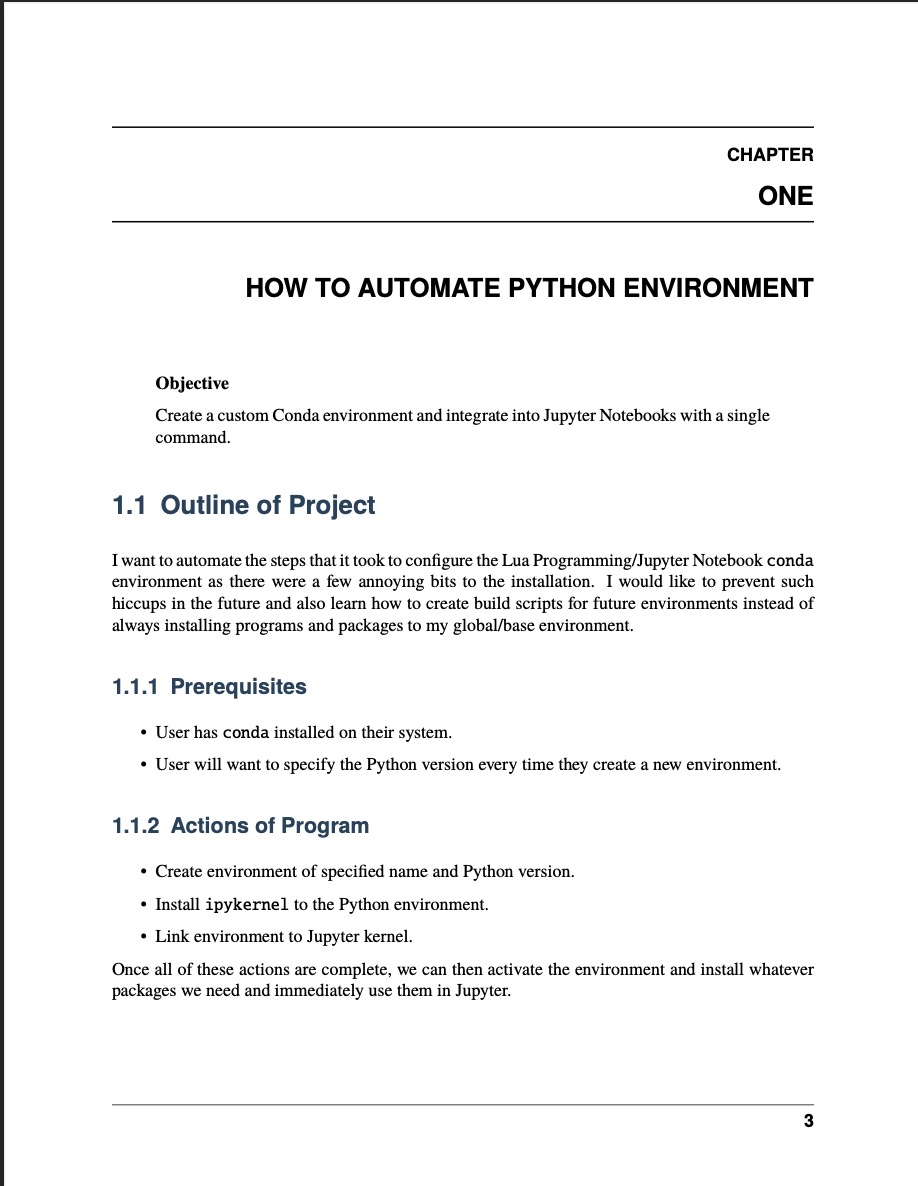 CHAPTER
ONE
HOW TO AUTOMATE PYTHON ENVIRONMENT
Objective
Create a custom Conda environment and integrate into Jupyter Notebooks with a single
command.
1.1 Outline of Project
I want to automate the steps that it took to configure the Lua Programming/Jupyter Notebook conda
environment as there were a few annoying bits to the installation. I would like to prevent such
hiccups in the future and also learn how to create build scripts for future environments instead of
always installing programs and packages to my global/base environment.
1.1.1 Prerequisites
• User has conda installed on their system.
• User will want to specify the Python version every time they create a new environment.
1.1.2 Actions of Program
• Create environment of specified name and Python version.
• Install ipykernel to the Python environment.
• Link environment to Jupyter kernel.
Once all of these actions are complete, we can then activate the environment and install whatever
packages we need and immediately use them in Jupyter.
3